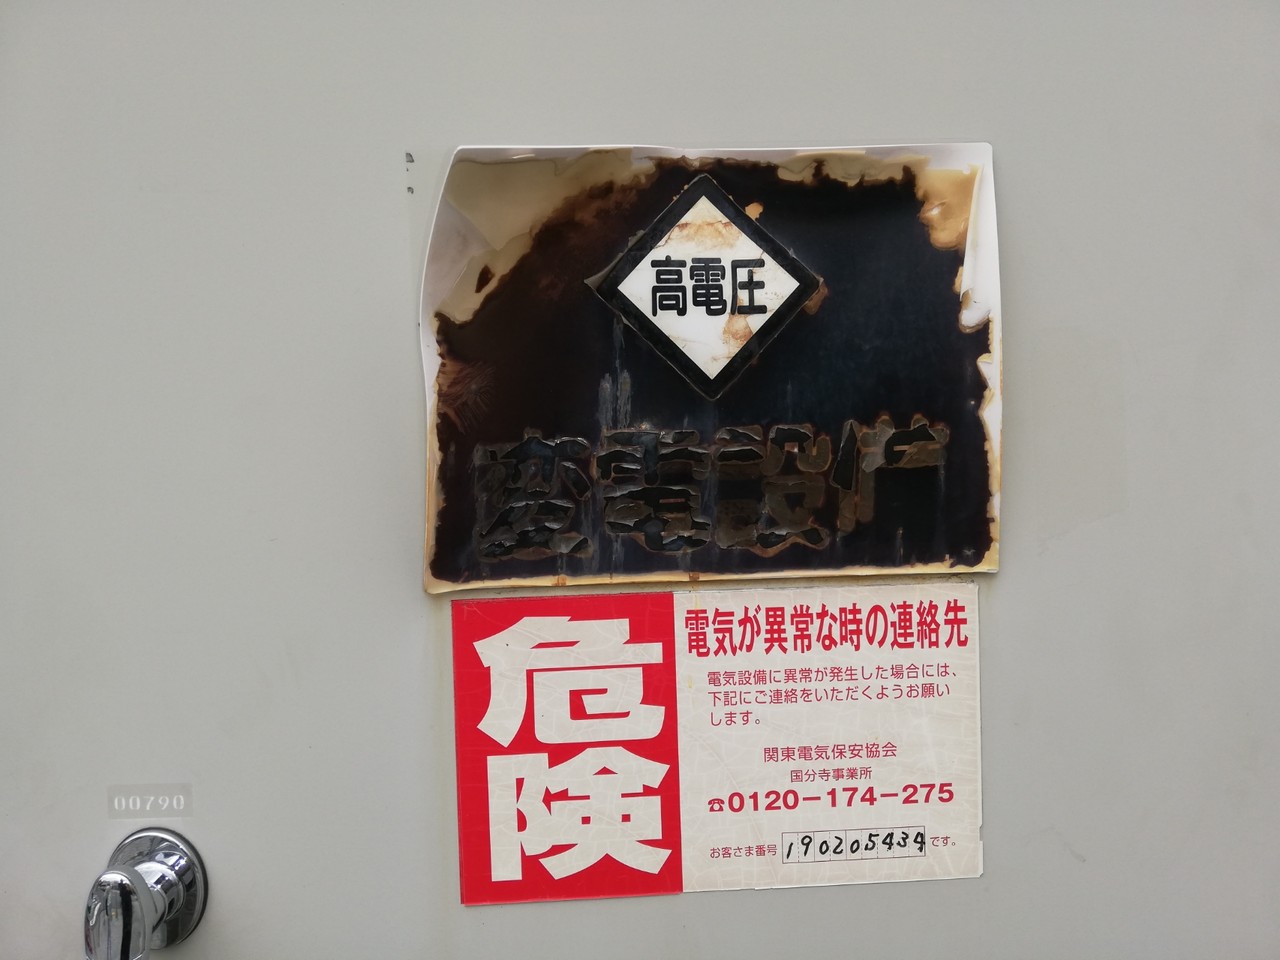 高電圧
変電設備
危険
電気が異常な時の連絡先
電気設備に異常が発生した場合には、
下記にご連絡をいただくようお願い
します。
関東電気保安協会
国分寺事業所
☎0120-174-275
お客さま番号 190205434 です。
00790